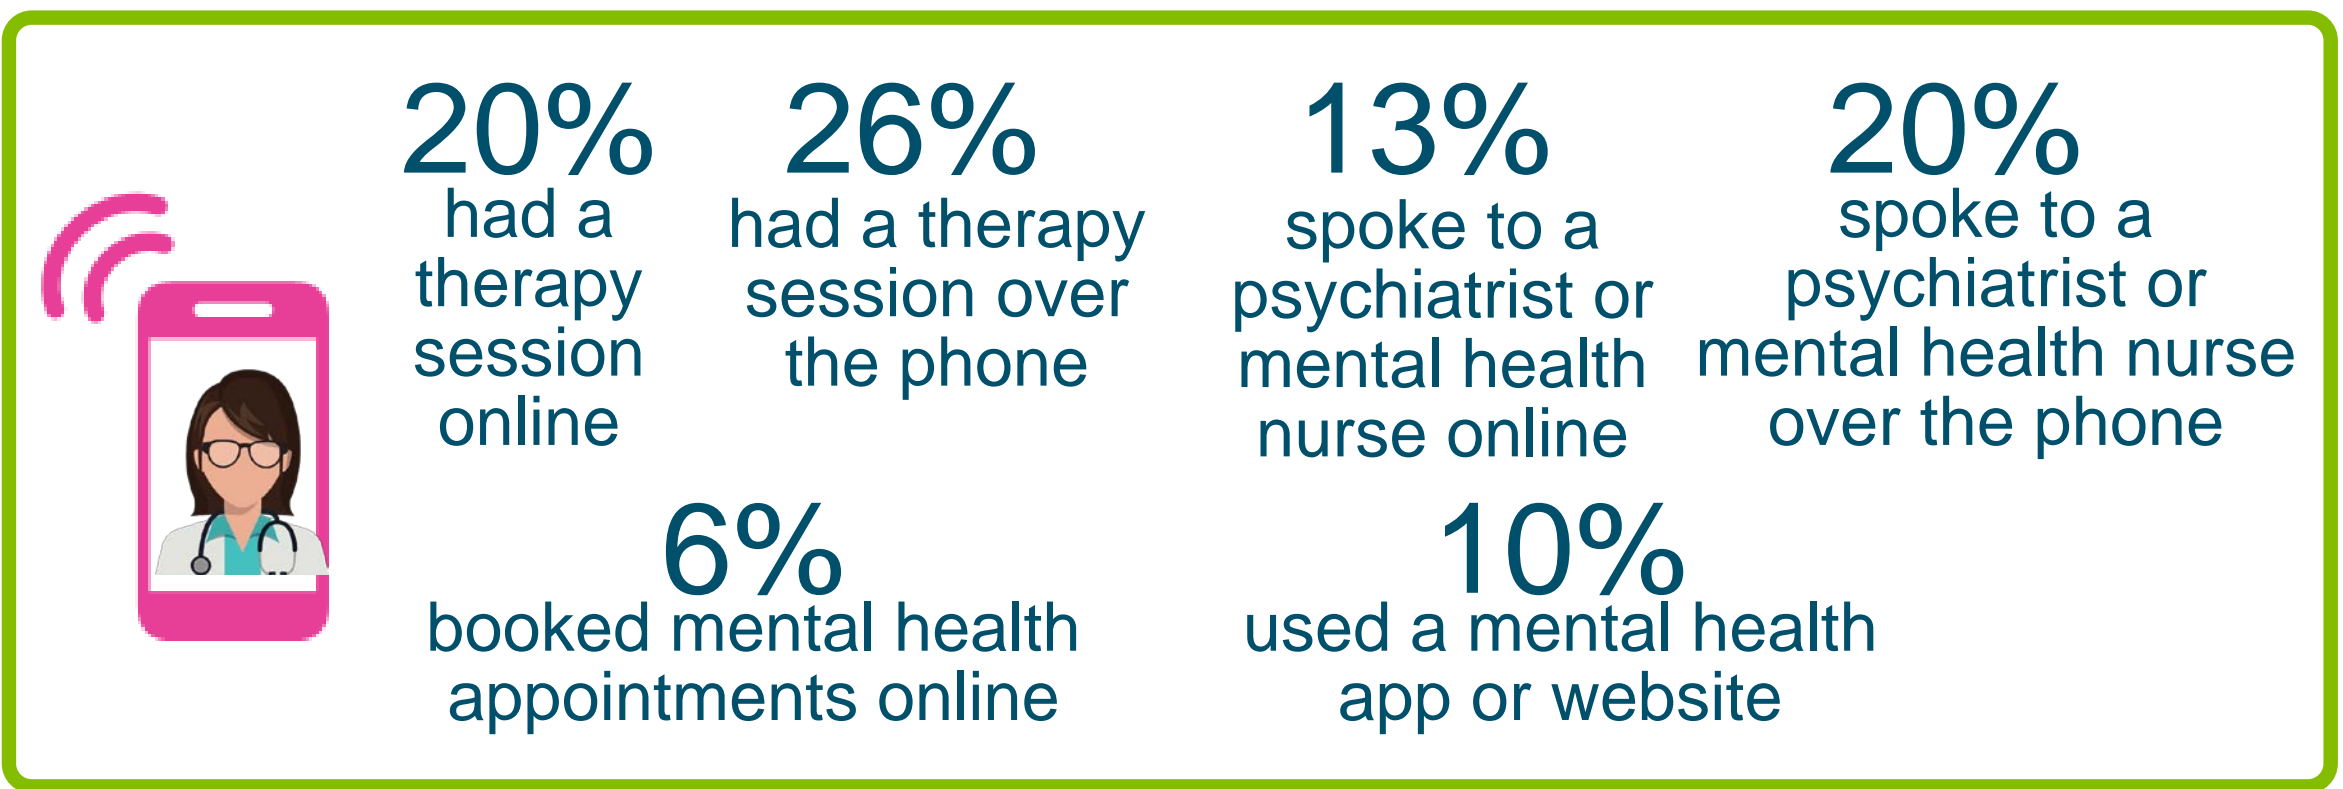 20%
had a
therapy
session
online
26%
had a therapy
session over
the phone
13%
spoke to a
psychiatrist or
mental health
nurse online
20%
spoke to a
psychiatrist or
mental health nurse
over the phone
6%
booked mental health
appointments online
10%
used a mental health
app or website